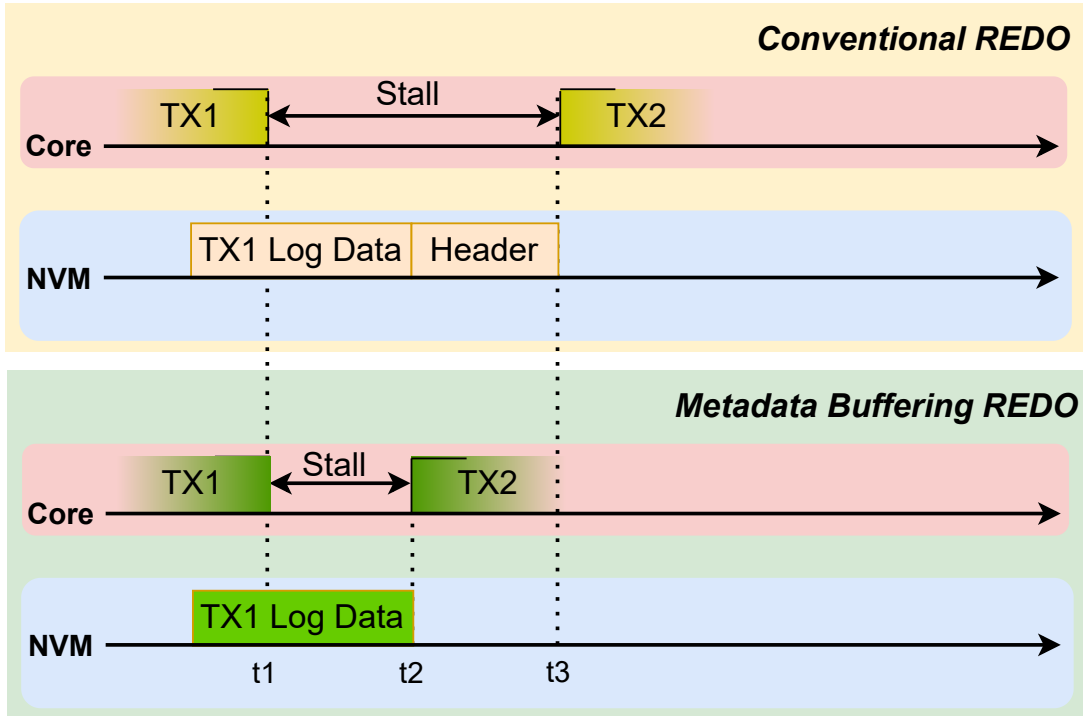 Conventional REDO
Stall
TX1
TX2
Core
TX1 Log Data
Header
NVM
Metadada Buffering REDO
Stall
TX1
TX2
Core
TX1 Log Data
NVM
t1
t2
t3